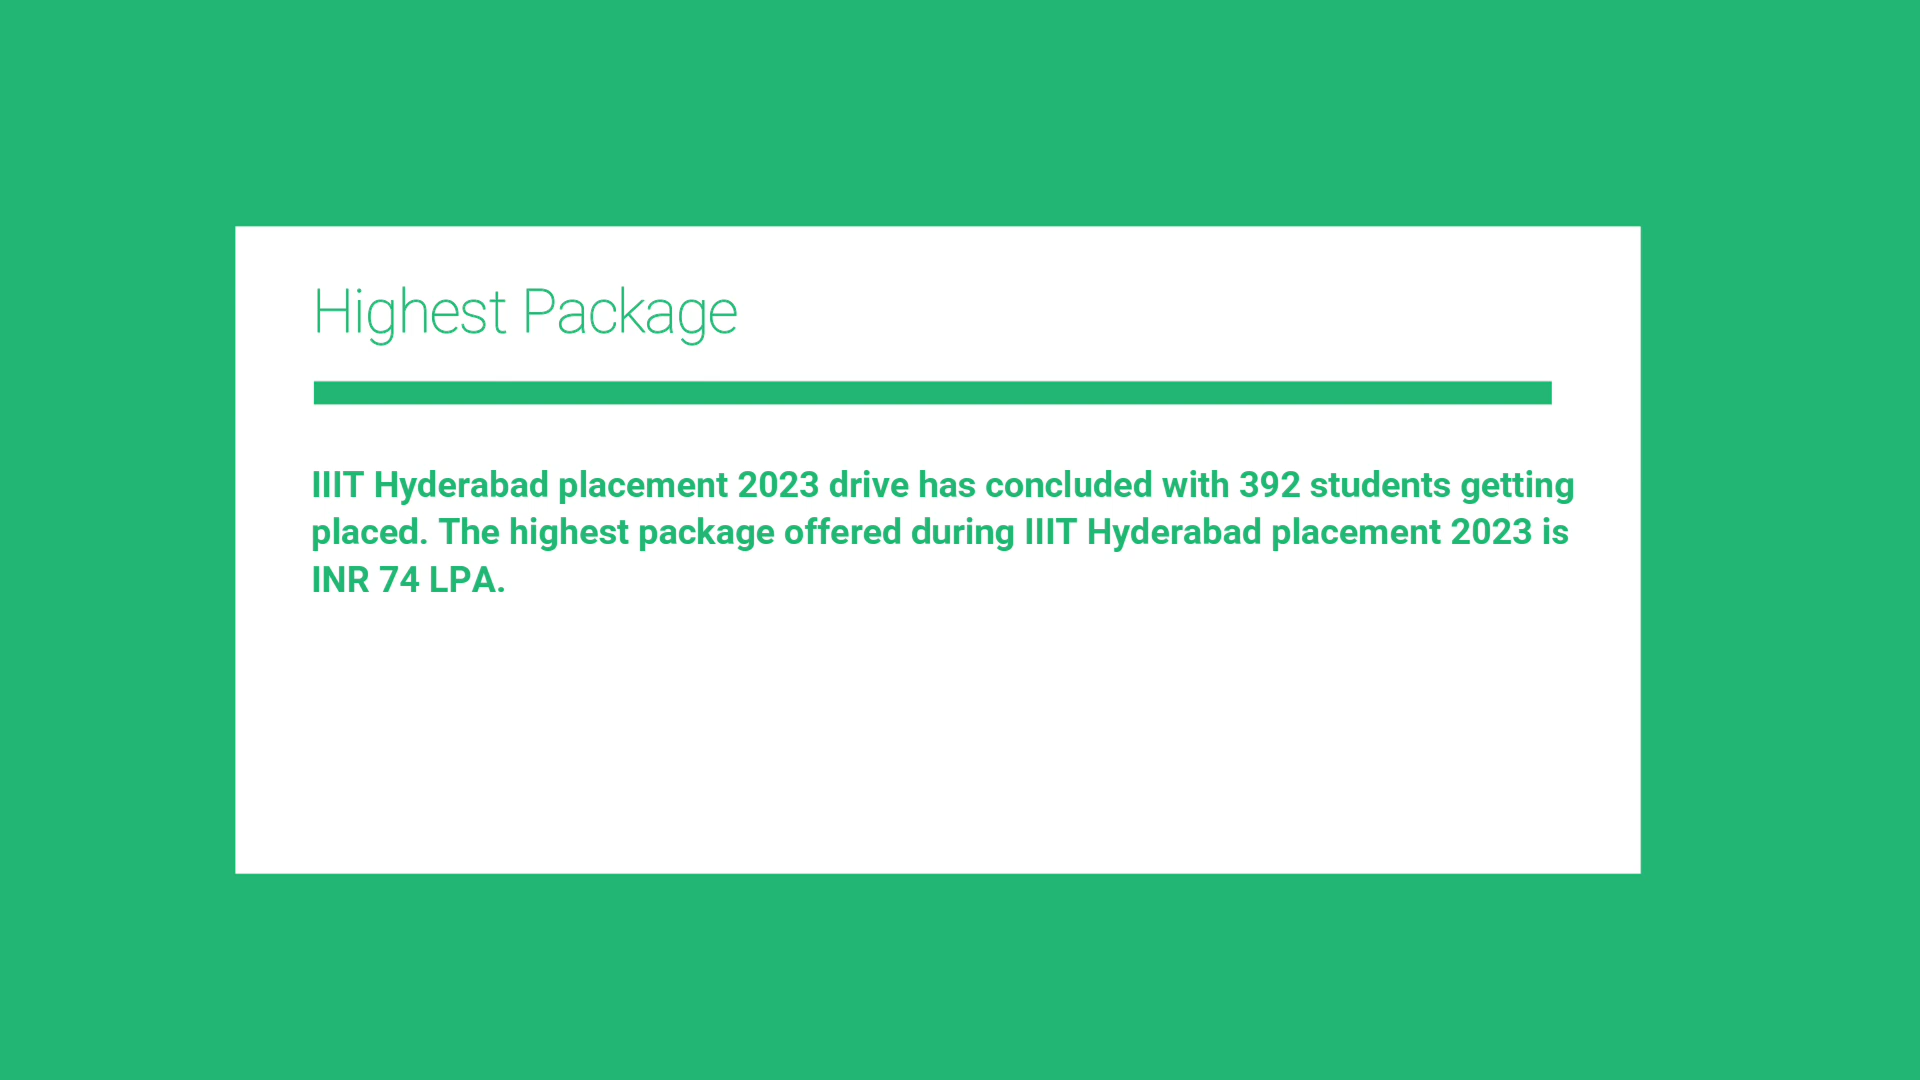 Highest Package
IIIT Hyderabad placement 2023 drive has concluded with 392 students getting
placed. The highest package offered during IIIT Hyderabad placement 2023 is
INR 74 LPA.